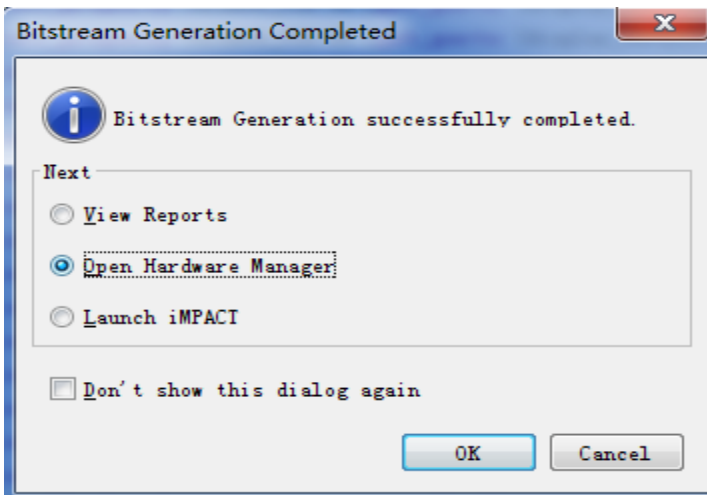 Bitstream Generation Completed
Bitstream Generation successfully completed.
Next
View Reports
Open Hardware Manager
Launch iMPACT
Don't show this dialog again
OK
Cancel